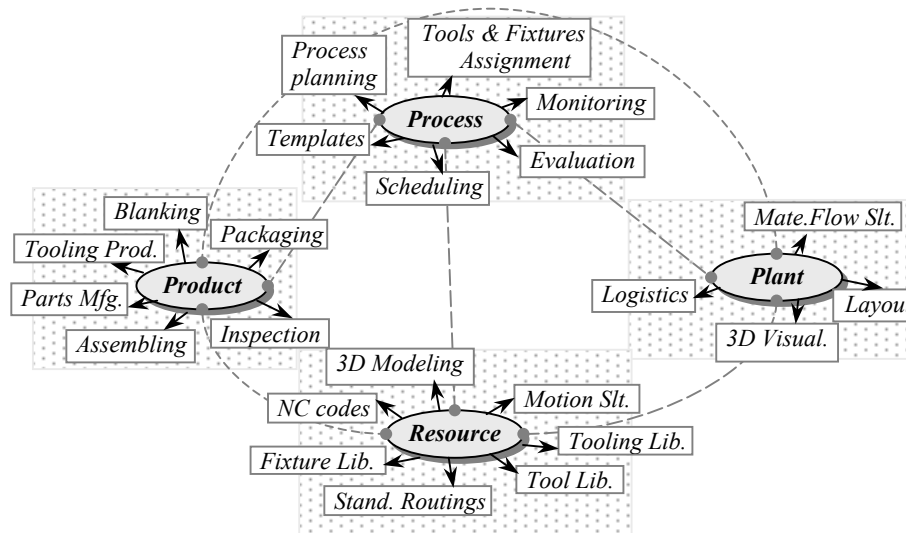 Tools & Fixtures
Assignment
Process
planning
Monitoring
Process
Templates
Evaluation
Scheduling
Blanking
Packaging
Tooling Prod.
Product
Parts Mfg.
Assembling
Inspection
Mate.Flow Slt.
Plant
Logistics
Layou
3D Visual.
3D Modeling
NC codes
Motion Slt.
Resource
Tooling Lib.
Fixture Lib.
Tool Lib.
Stand. Routings